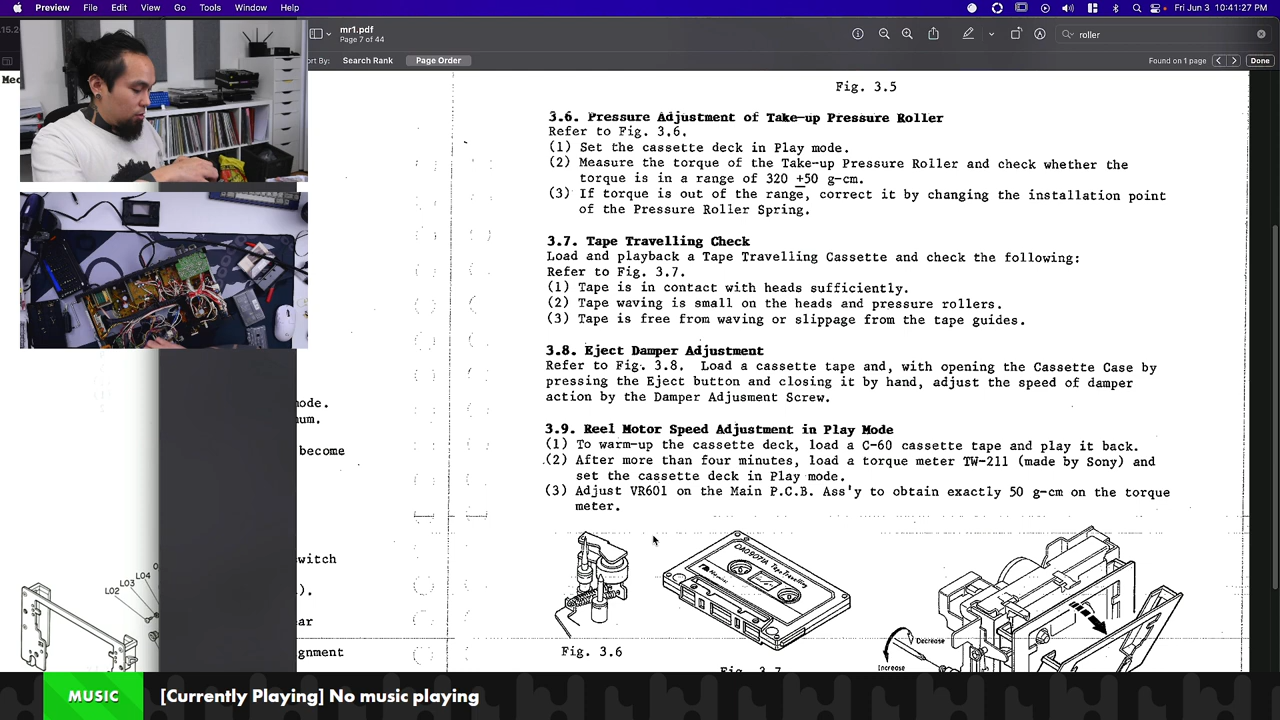 Preview File Edit View Go Tools Window Help
Fri Jun 3 10:41:27 PM
mr1.pdf
Page 7 of 44
roller
ort By: Search Rank Page Order
Found on 1 page
Done
Fig. 3.5
3.6. Pressure Adjustment of Take-up Pressure Roller
Refer to Fig. 3.6.
(1) Set the cassette deck in Play mode.
(2) Measure the torque of the Take-up Pressure Roller and check whether the
torque is in a range of 320 ±50 g-cm.
(3) If torque is out of the range, correct it by changing the installation point
of the Pressure Roller Spring.
3.7. Tape Travelling Check
Load and playback a Tape Travelling Cassette and check the following:
Refer to Fig. 3.7.
(1) Tape is in contact with heads sufficiently.
(2) Tape waving is small on the heads and pressure rollers.
(3) Tape is free from waving or slippage from the tape guides.
3.8. Eject Damper Adjustment
Refer to Fig. 3.8. Load a cassette tape and, with opening the Cassette Case by
pressing the Eject button and closing it by hand, adjust the speed of damper
action by the Damper Adjusment Screw.
3.9. Reel Motor Speed Adjustment in Play Mode
(1) To warm-up the cassette deck, load a C-60 cassette tape and play it back.
(2) After more than four minutes, load a torque meter TW-211 (made by Sony) and
set the cassette deck in Play mode.
(3) Adjust VR601 on the Main P.C.B. Ass'y to obtain exactly 50 g-cm on the torque
meter.
Tape Travelling
Decrease
Increase
Fig. 3.6
Fig. 3.7
Mec
ode.
um.
become
switch
).
ar
gnment
L04
L03
L02
MUSIC
[Currently Playing] No music playing